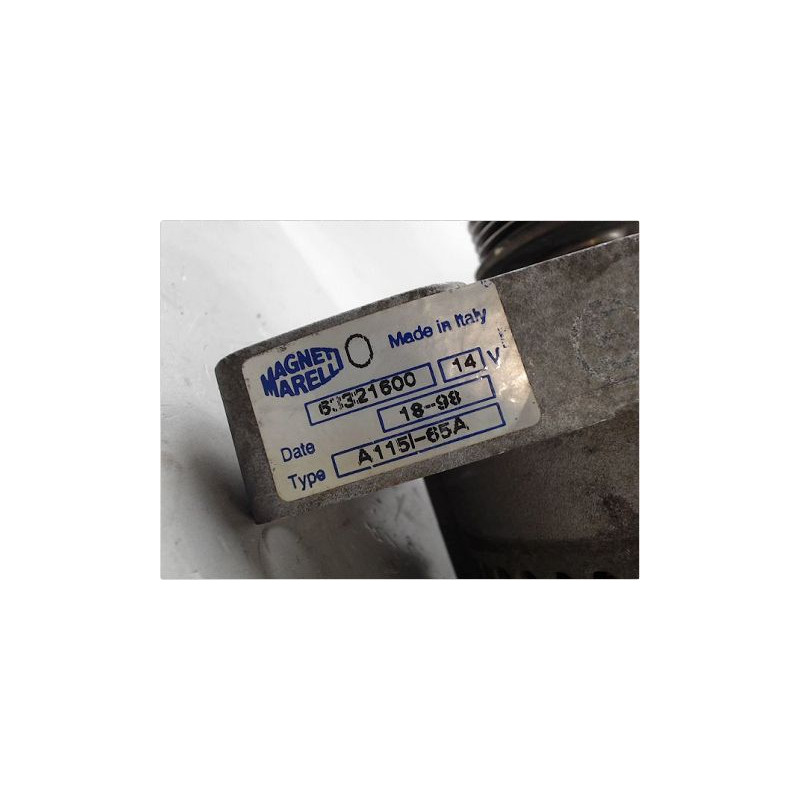 MAGNETI
MARELLI
Made in Italy
63321600 14 V
Date 18--98
Type A115I-65A